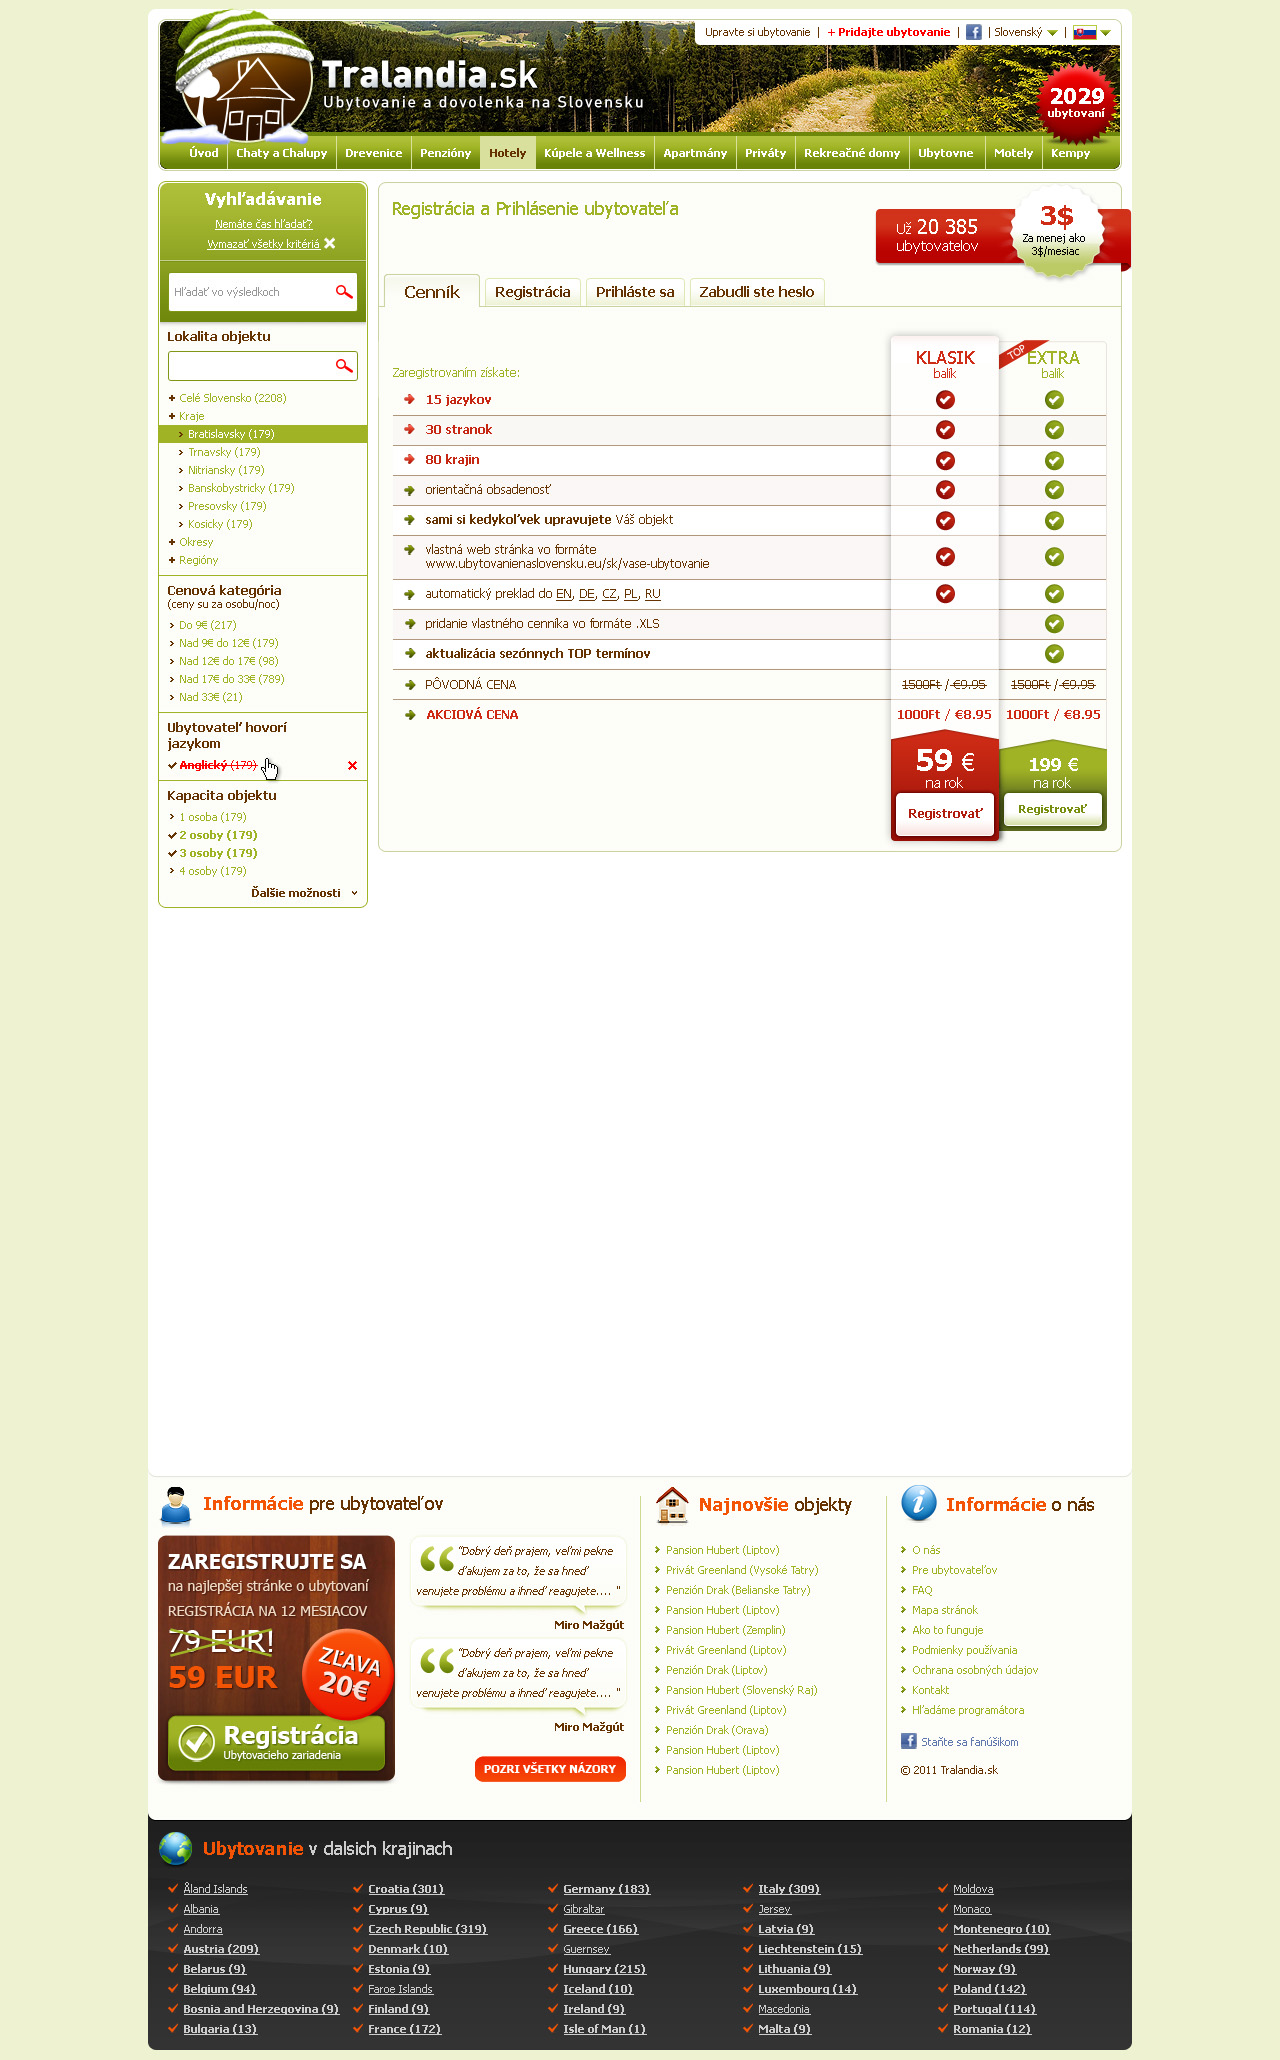 Upravte si ubytovanie | + Pridajte ubytovanie | | Slovenský |
Tralandia.sk
Ubytovanie a dovolenka na Slovensku
2029
ubytovaní
Úvod Chaty a Chalupy Drevenice Penzióny Hotely Kúpele a Wellness Apartmány Priváty Rekreačné domy Ubytovne Motely Kempy
Vyhľadávanie
Nemáte čas hľadať?
Vymazať všetky kritériá
Hľadať vo výsledkoch
Lokalita objektu
Celé Slovensko (2208)
Kraje
Bratislavsky (179)
Trnavsky (179)
Nitriansky (179)
Banskobystricky (179)
Presovsky (179)
Kosicky (179)
Okresy
Regióny
Cenová kategória
(ceny su za osobu/noc)
Do 9€ (217)
Nad 9€ do 12€ (179)
Nad 12€ do 17€ (98)
Nad 17€ do 33€ (789)
Nad 33€ (21)
Ubytovateľ hovorí
jazykom
Anglický (179)
Kapacita objektu
1 osoba (179)
2 osoby (179)
3 osoby (179)
4 osoby (179)
Ďalšie možnosti
Registrácia a Prihlásenie ubytovateľa
Už 20 385
ubytovatelov
3$
Za menej ako
3$/mesiac
Cenník Registrácia Prihláste sa Zabudli ste heslo
KLASIK
balík
TOP
EXTRA
balík
Zaregistrovaním získate:
15 jazykov
30 stranok
80 krajin
orientačná obsadenosť
sami si kedykoľvek upravujete Váš objekt
vlastná web stránka vo formáte
www.ubytovanienaslovensku.eu/sk/vase-ubytovanie
automatický preklad do EN, DE, CZ, PL, RU
pridanie vlastného cenníka vo formáte .XLS
aktualizácia sezónnych TOP termínov
PÔVODNÁ CENA 1500Ft / €9.95 1500Ft / €9.95
AKCIOVÁ CENA 1000Ft / €8.95 1000Ft / €8.95
59 €
na rok
Registrovať
199 €
na rok
Registrovať
Informácie pre ubytovateľov
ZAREGISTRUJTE SA
na najlepšej stránke o ubytovaní
REGISTRÁCIA NA 12 MESIACOV
79 EUR!
59 EUR
ZĽAVA
20€
Registrácia
Ubytovacieho zariadenia
"Dobrý deň prajem, veľmi pekne
ďakujem za to, že sa hneď
venujete problému a ihneď reagujete.... "
Miro Mažgút
"Dobrý deň prajem, veľmi pekne
ďakujem za to, že sa hneď
venujete problému a ihneď reagujete.... "
Miro Mažgút
POZRI VŠETKY NÁZORY
Najnovšie objekty
Pansion Hubert (Liptov)
Privát Greenland (Vysoké Tatry)
Penzión Drak (Belianske Tatry)
Pansion Hubert (Liptov)
Pansion Hubert (Zemplin)
Privát Greenland (Liptov)
Penzión Drak (Liptov)
Pansion Hubert (Slovenský Raj)
Privát Greenland (Liptov)
Penzión Drak (Orava)
Pansion Hubert (Liptov)
Pansion Hubert (Liptov)
Informácie o nás
O nás
Pre ubytovateľov
FAQ
Mapa stránok
Ako to funguje
Podmienky používania
Ochrana osobných údajov
Kontakt
Hľadáme programátora
Staňte sa fanúšikom
© 2011 Tralandia.sk
Ubytovanie v dalsich krajinach
Åland Islands
Albania
Andorra
Austria (209)
Belarus (9)
Belgium (94)
Bosnia and Herzegovina (9)
Bulgaria (13)
Croatia (301)
Cyprus (9)
Czech Republic (319)
Denmark (10)
Estonia (9)
Faroe Islands
Finland (9)
France (172)
Germany (183)
Gibraltar
Greece (166)
Guernsey
Hungary (215)
Iceland (10)
Ireland (9)
Isle of Man (1)
Italy (309)
Jersey
Latvia (9)
Liechtenstein (15)
Lithuania (9)
Luxembourg (14)
Macedonia
Malta (9)
Moldova
Monaco
Montenegro (10)
Netherlands (99)
Norway (9)
Poland (142)
Portugal (114)
Romania (12)